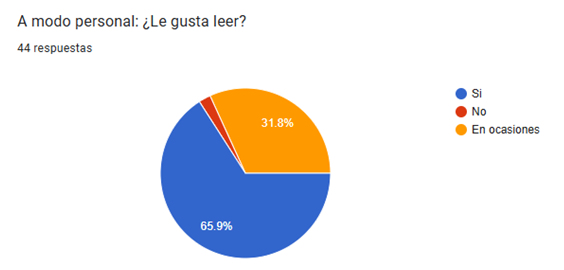 A modo personal: ¿Le gusta leer?
44 respuestas
Si
No
En ocasiones
31.8%
65.9%